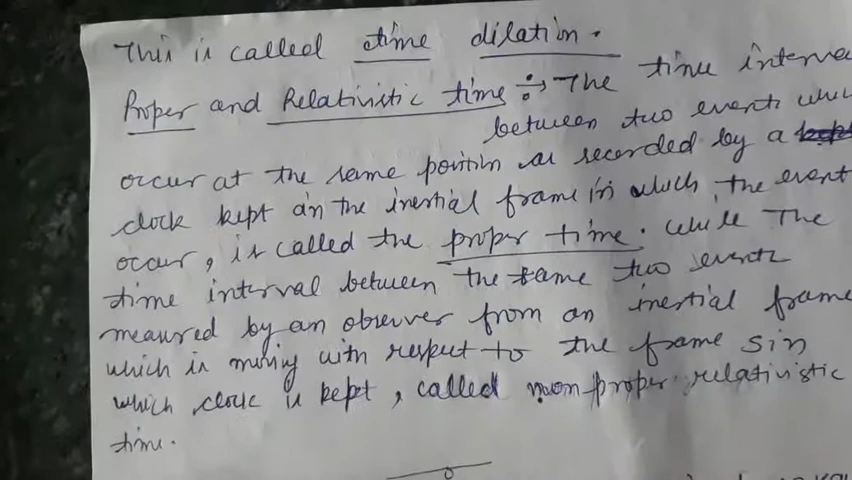 This is called time dilation.
Proper and Relativistic time :→ The time interval
between two events which
occur at the same position as recorded by a
clock kept in the inertial frame in which the event
occur, is called the proper time. while The
time interval between the same two events
meaured by an observer from an inertial frame
which is moving with respect to the frame S in
which clock is kept, called non-proper relativistic
time.